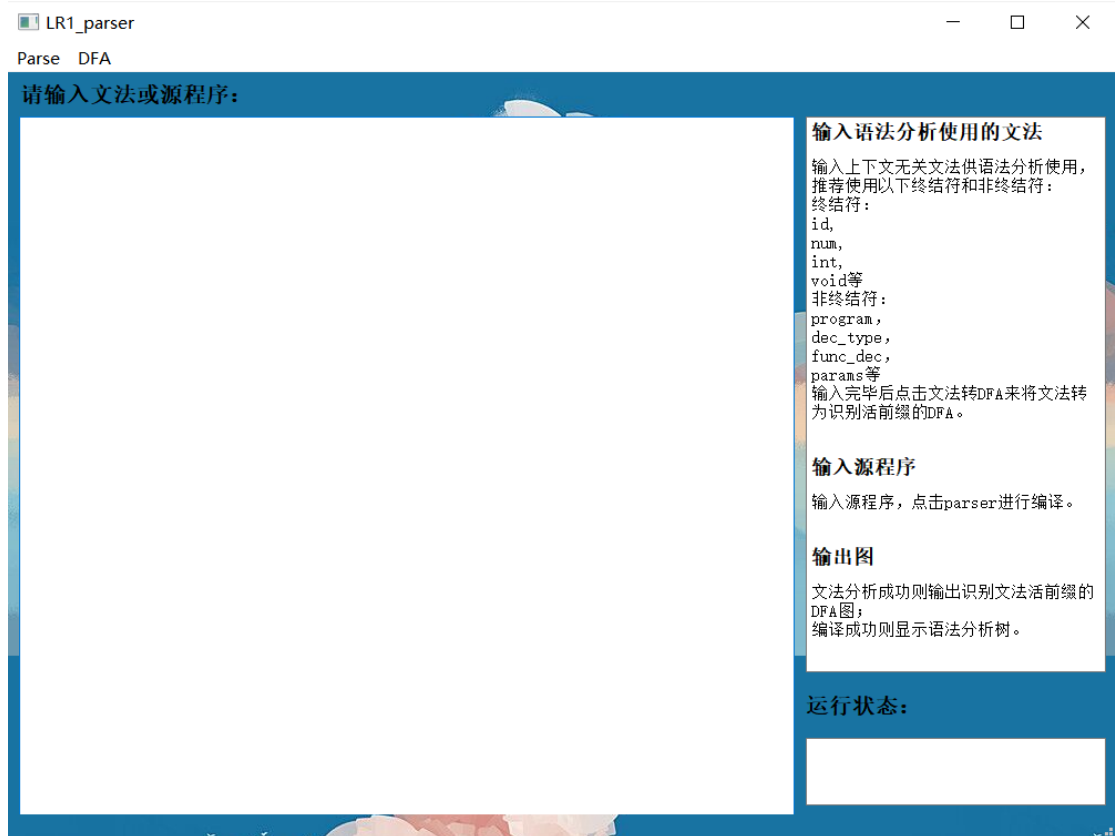 LR1_parser
Parse DFA
请输入文法或源程序：
输入语法分析使用的文法
输入上下文无关文法供语法分析使用，
推荐使用以下终结符和非终结符：
终结符：
id,
num,
int,
void等
非终结符：
program，
dec_type，
func_dec，
params等
输入完毕后点击文法转DFA来将文法转
为识别活前缀的DFA。
输入源程序
输入源程序，点击parser进行编译。
输出图
文法分析成功则输出识别文法活前缀的
DFA图；
编译成功则显示语法分析树。
运行状态：